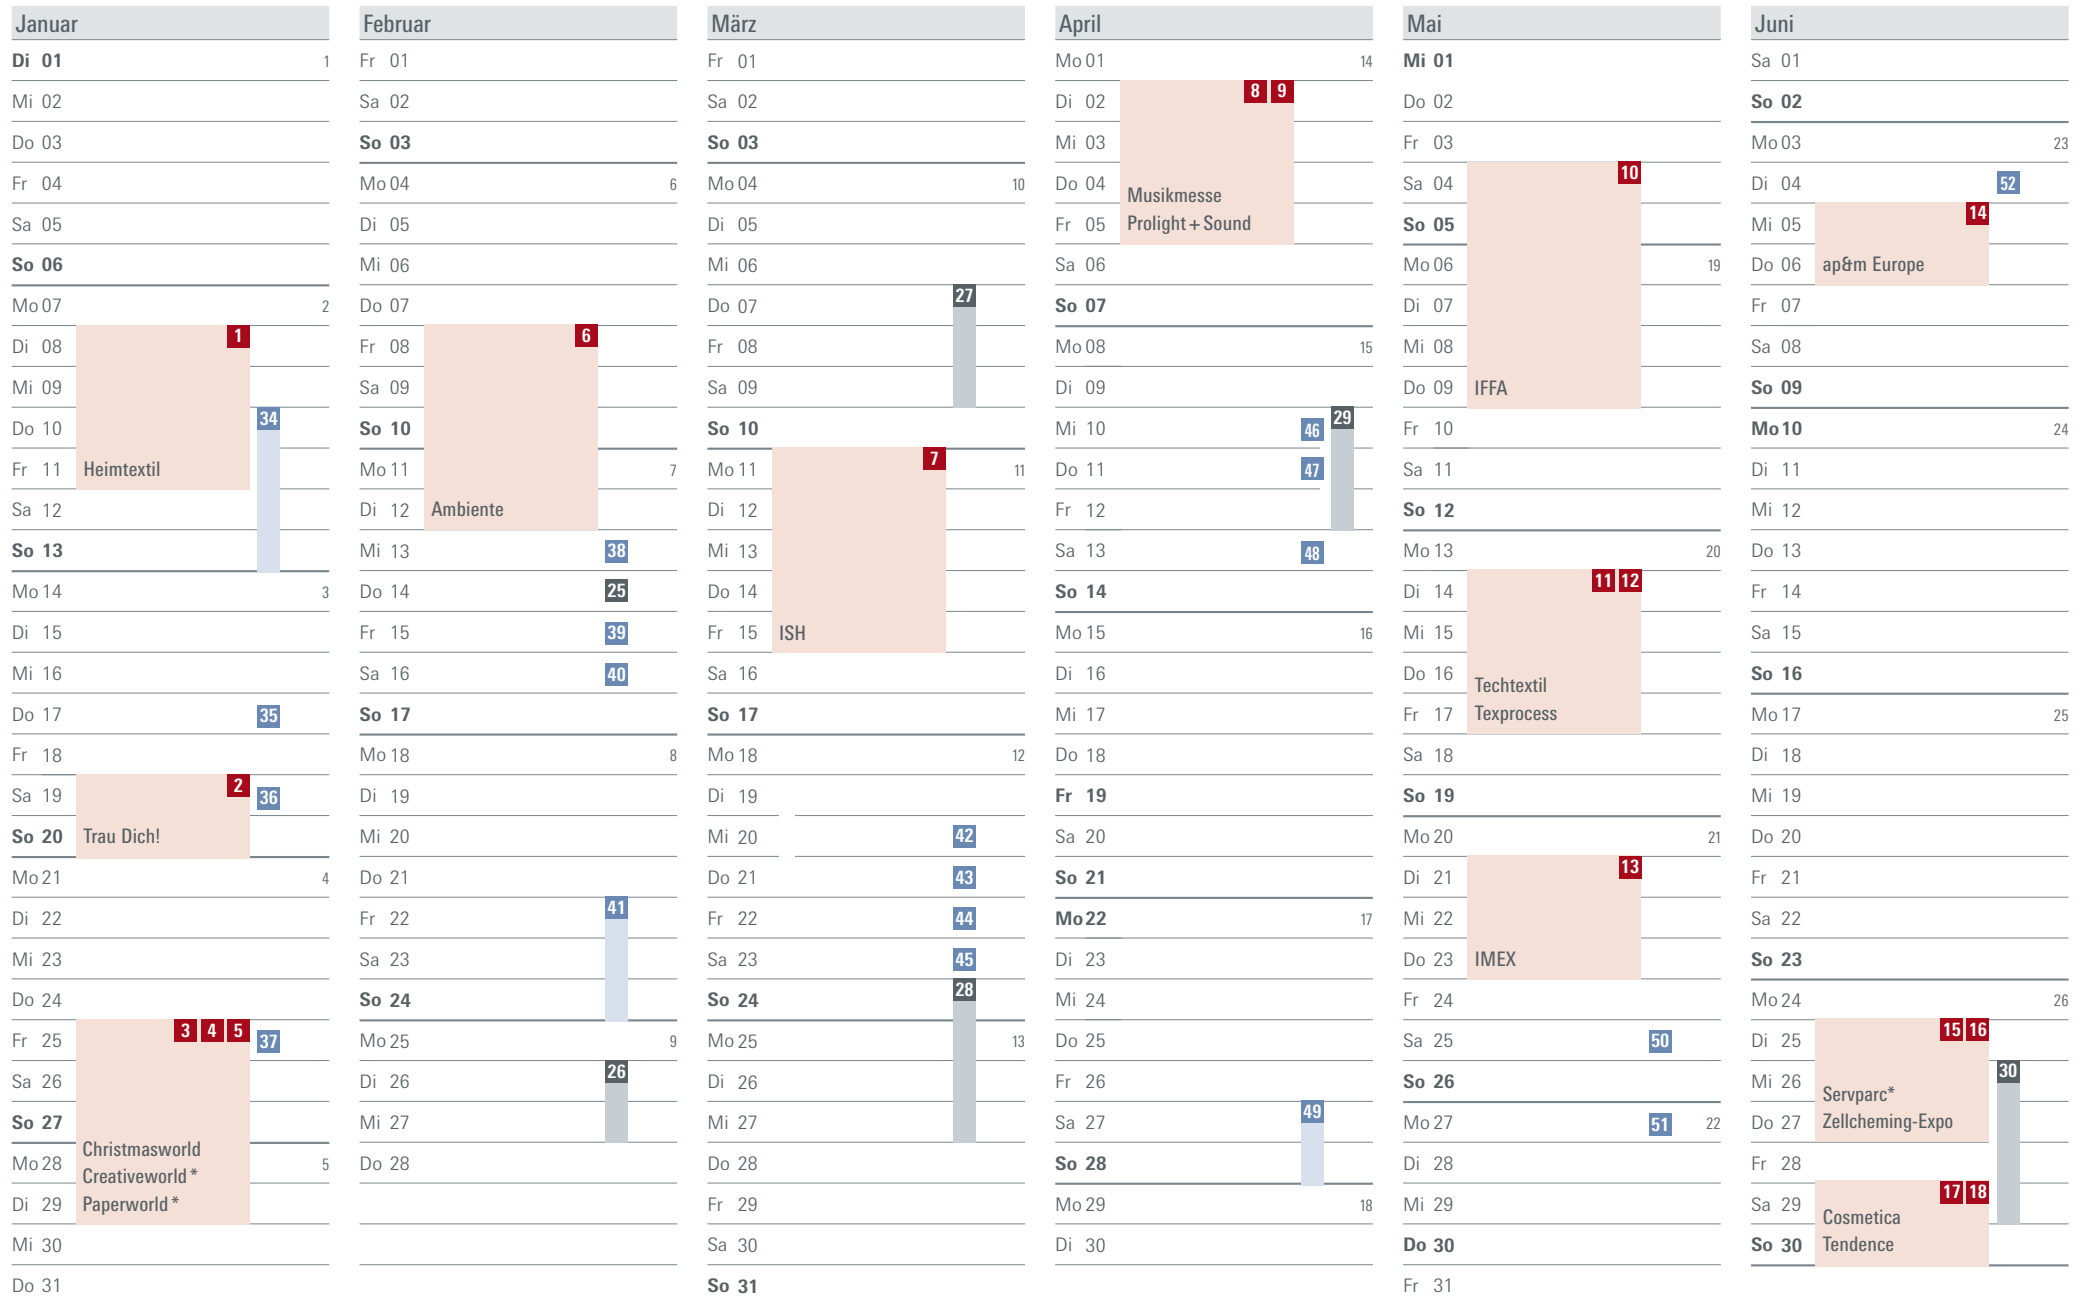 Januar
Di 01 1
Mi 02
Do 03
Fr 04
Sa 05
So 06
Mo 07 2
Di 08 1
Mi 09
Do 10 34
Fr 11 Heimtextil
Sa 12
So 13
Mo 14 3
Di 15
Mi 16
Do 17 35
Fr 18
Sa 19 2 36
So 20 Trau Dich!
Mo 21 4
Di 22
Mi 23
Do 24
Fr 25 3 4 5 37
Sa 26
So 27
Christmasworld
Mo 28 Creativeworld * 5
Di 29 Paperworld *
Mi 30
Do 31
Februar
Fr 01
Sa 02
So 03
Mo 04 6
Di 05
Mi 06
Do 07
Fr 08 6
Sa 09
So 10
Mo 11 7
Di 12 Ambiente
Mi 13 38
Do 14 25
Fr 15 39
Sa 16 40
So 17
Mo 18 8
Di 19
Mi 20
Do 21
Fr 22 41
Sa 23
So 24
Mo 25 9
Di 26 26
Mi 27
Do 28
März
Fr 01
Sa 02
So 03
Mo 04 10
Di 05
Mi 06
Do 07 27
Fr 08
Sa 09
So 10
Mo 11 7 11
Di 12
Mi 13
Do 14
Fr 15 ISH
Sa 16
So 17
Mo 18 12
Di 19
Mi 20 42
Do 21 43
Fr 22 44
Sa 23 45
So 24 28
Mo 25 13
Di 26
Mi 27
Do 28
Fr 29
Sa 30
So 31
April
Mo 01 14
Di 02 8 9
Mi 03
Do 04 Musikmesse
Fr 05 Prolight + Sound
Sa 06
So 07
Mo 08 15
Di 09
Mi 10 46 29
Do 11 47
Fr 12
Sa 13 48
So 14
Mo 15 16
Di 16
Mi 17
Do 18
Fr 19
Sa 20
So 21
Mo 22 17
Di 23
Mi 24
Do 25
Fr 26
Sa 27 49
So 28
Mo 29 18
Di 30
Mai
Mi 01
Do 02
Fr 03
Sa 04 10
So 05
Mo 06 19
Di 07
Mi 08
Do 09 IFFA
Fr 10
Sa 11
So 12
Mo 13 20
Di 14 11 12
Mi 15
Do 16 Techtextil
Fr 17 Texprocess
Sa 18
So 19
Mo 20 21
Di 21 13
Mi 22
Do 23 IMEX
Fr 24
Sa 25 50
So 26
Mo 27 51 22
Di 28
Mi 29
Do 30
Fr 31
Juni
Sa 01
So 02
Mo 03 23
Di 04 52
Mi 05 14
Do 06 ap&m Europe
Fr 07
Sa 08
So 09
Mo 10 24
Di 11
Mi 12
Do 13
Fr 14
Sa 15
So 16
Mo 17 25
Di 18
Mi 19
Do 20
Fr 21
Sa 22
So 23
Mo 24 26
Di 25 15 16
Mi 26 Servparc* 30
Do 27 Zellcheming-Expo
Fr 28
Sa 29 17 18
Cosmetica
So 30 Tendence